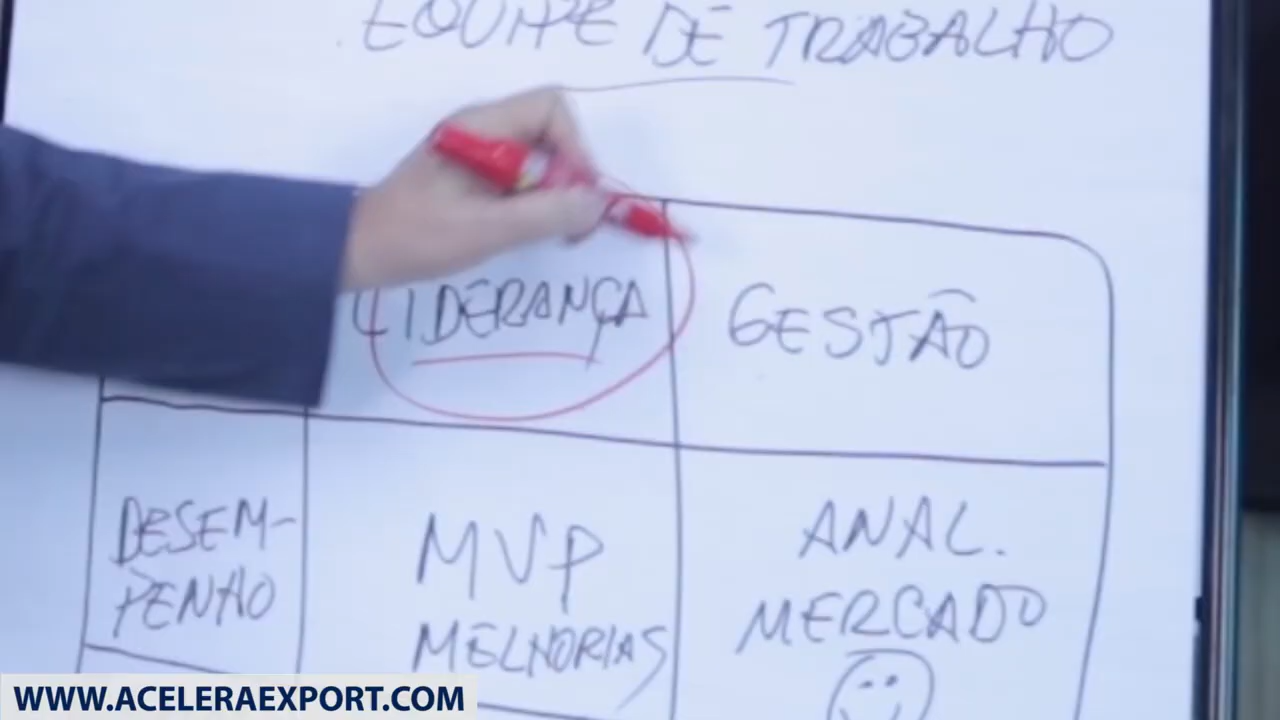 EQUIPE DE TRABALHO
LIDERANÇA
GESTÃO
DESEM-
PENHO
MVP
MELHORIAS
ANAL.
MERCADO
WWW.ACELERAEXPORT.COM